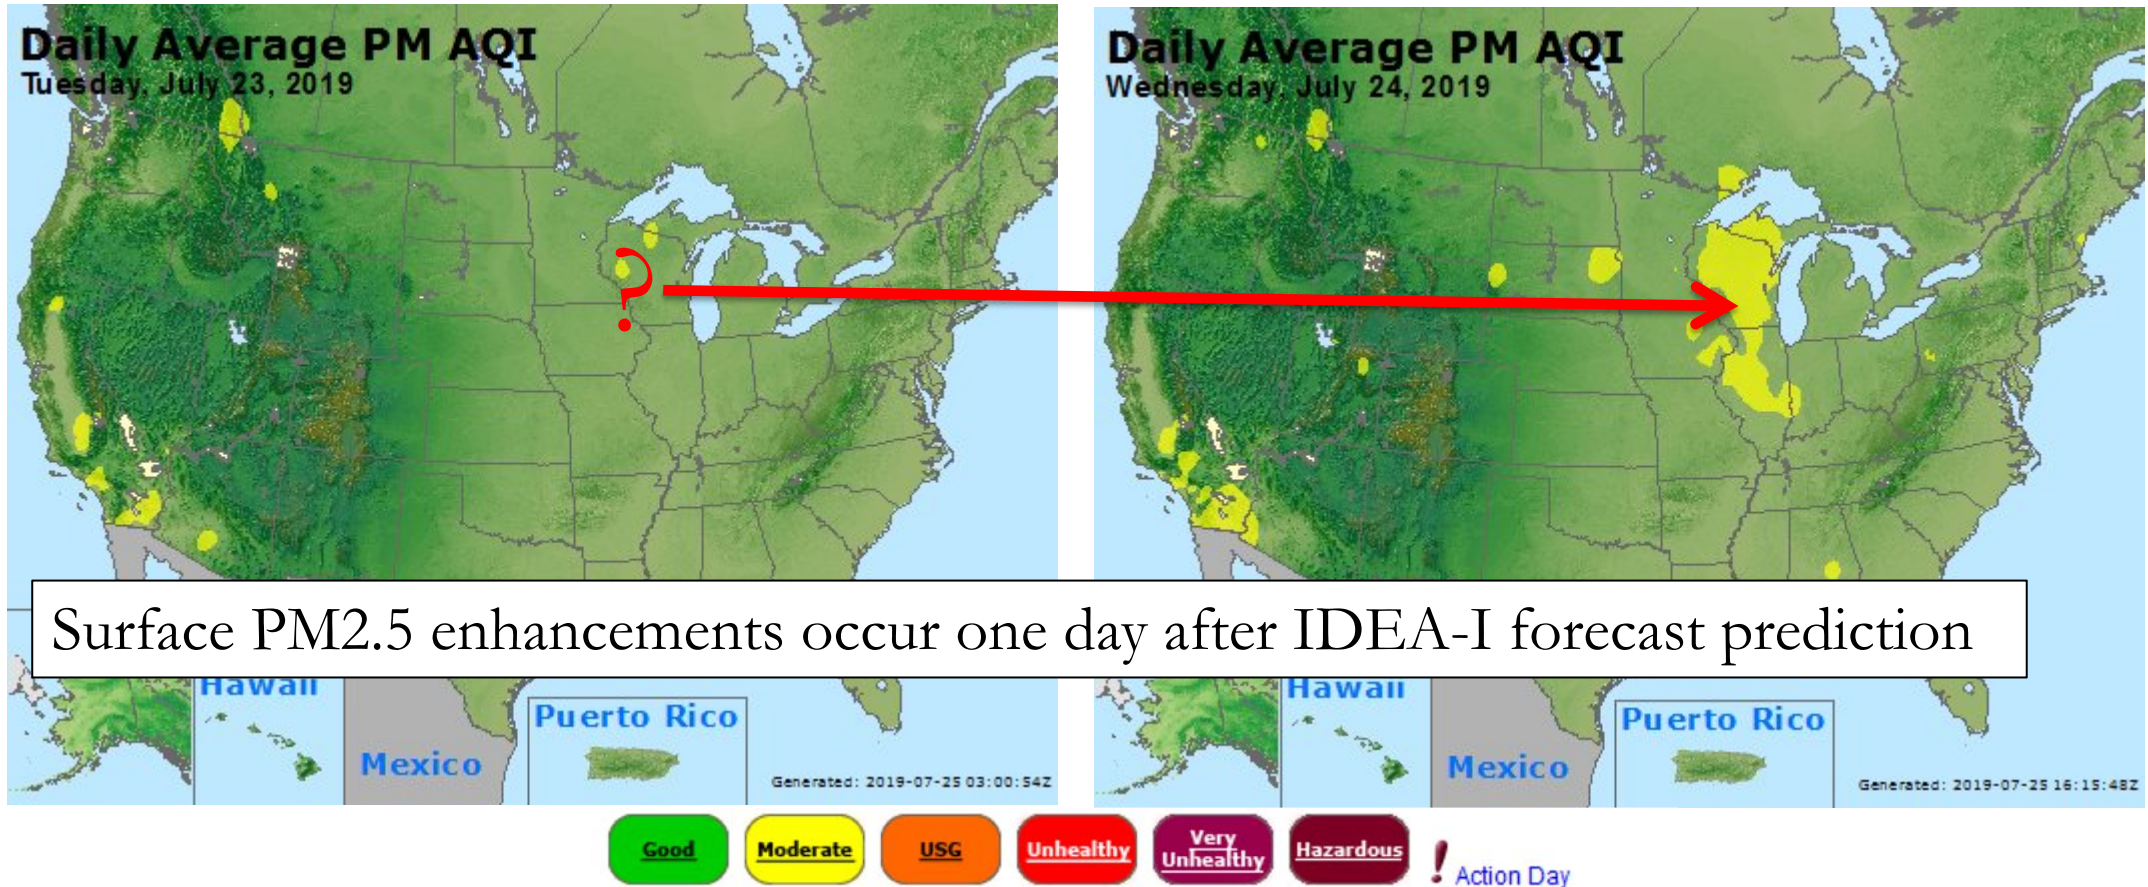 Daily Average PM AQI
Tuesday, July 23, 2019
Daily Average PM AQI
Wednesday, July 24, 2019
?
Surface PM2.5 enhancements occur one day after IDEA-I forecast prediction
Hawaii
Puerto Rico
Mexico
Generated: 2019-07-25 03:00:54Z
Hawaii
Puerto Rico
Mexico
Generated: 2019-07-25 16:15:48Z
Good
Moderate
USG
Unhealthy
Very
Unhealthy
Hazardous
! Action Day